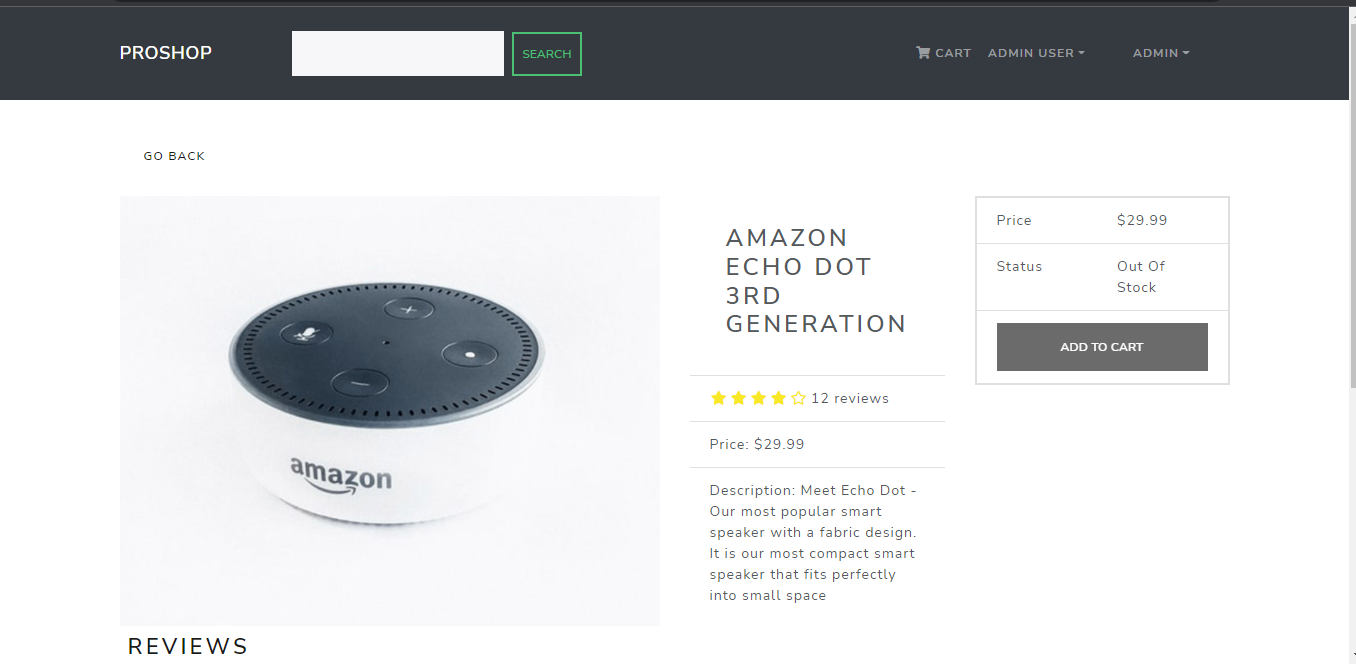 PROSHOP
SEARCH
CART
ADMIN USER
ADMIN
GO BACK
amazon
AMAZON
ECHO DOT
3RD
GENERATION
12 reviews
Price: $29.99
Description: Meet Echo Dot -
Our most popular smart
speaker with a fabric design.
It is our most compact smart
speaker that fits perfectly
into small space
Price $29.99
Status Out Of
Stock
ADD TO CART
REVIEWS